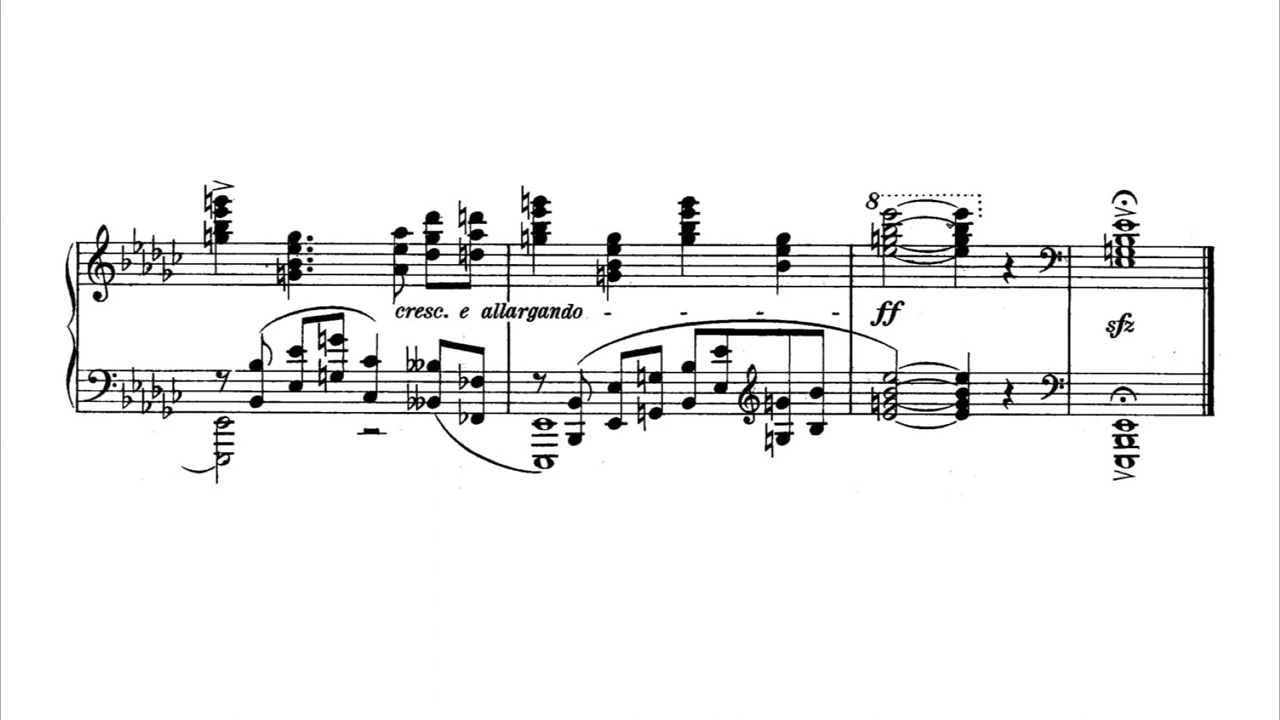 8
cresc. e allargando - - - -
ff
sfz